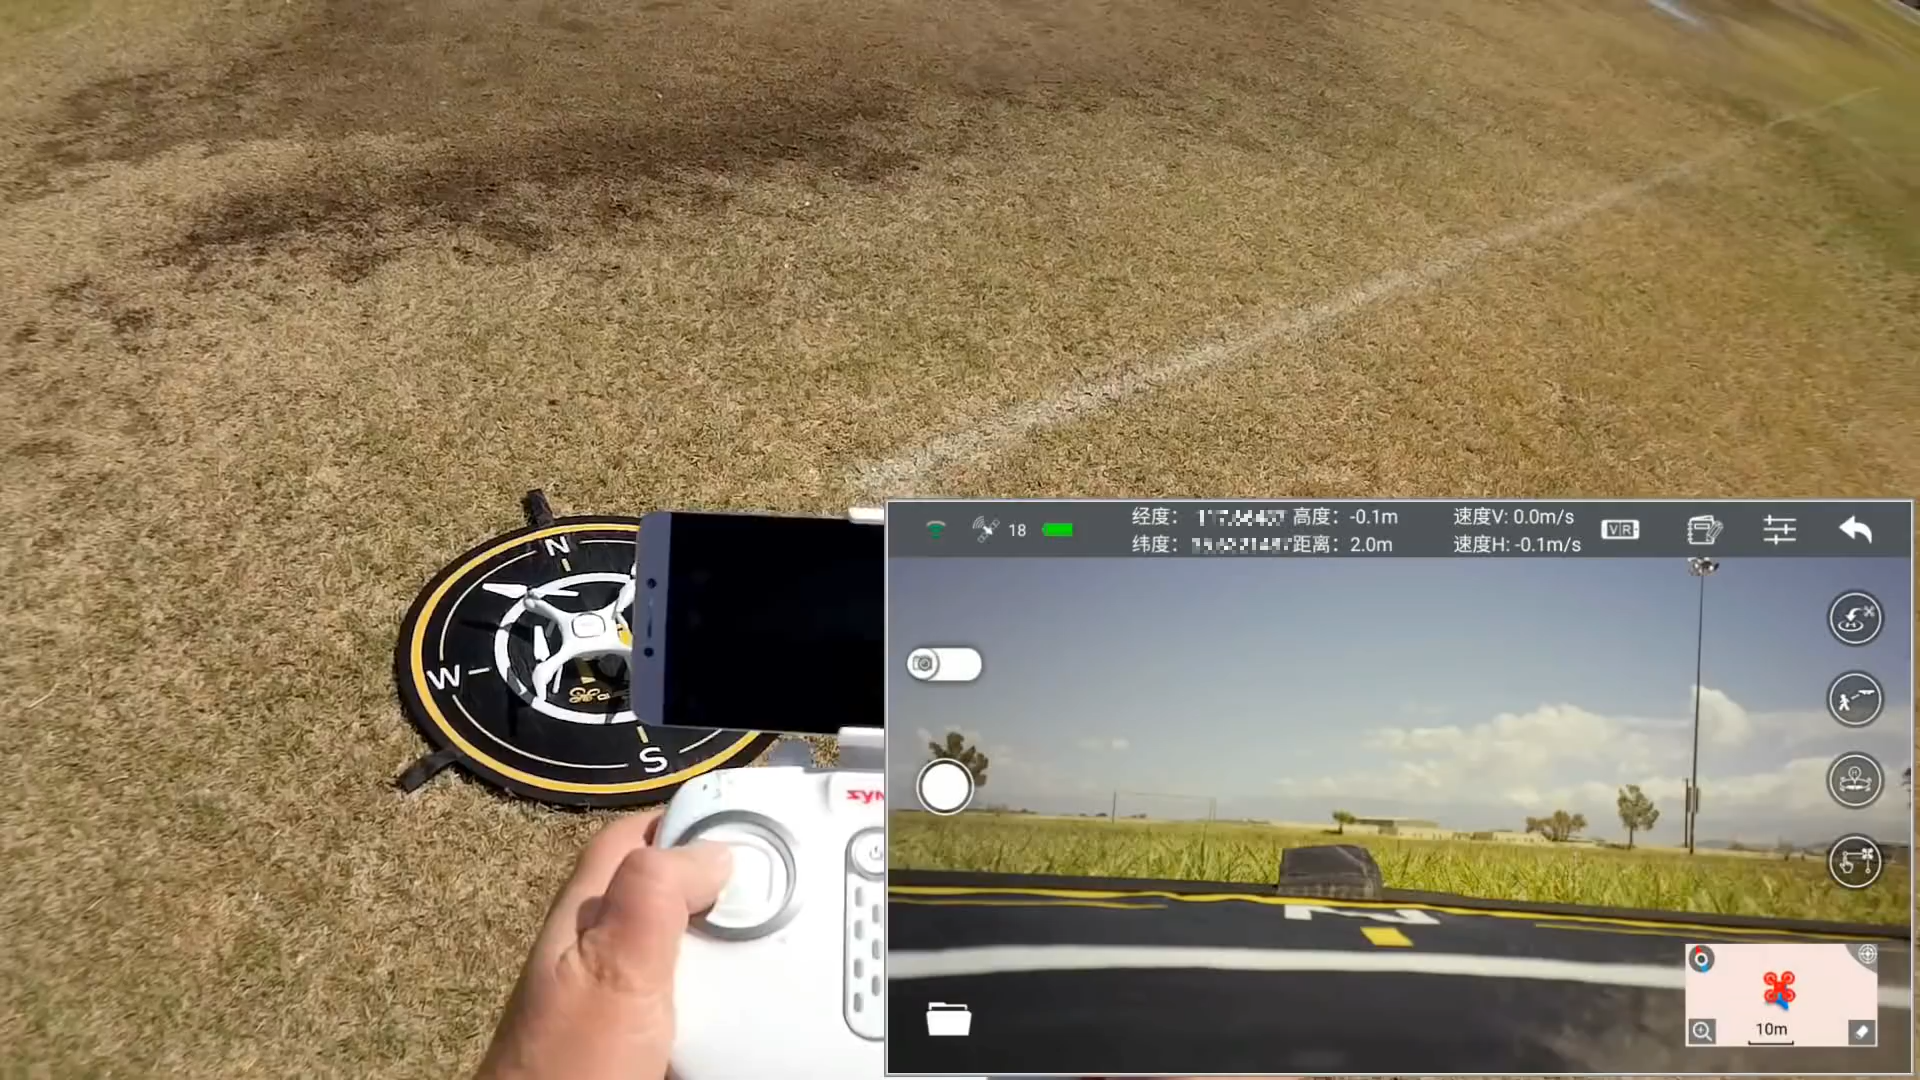 N
W
S
18
经度:
高度: -0.1m
速度V: 0.0m/s
VR
纬度:
距离: 2.0m
速度H: -0.1m/s
H
H
N
10m